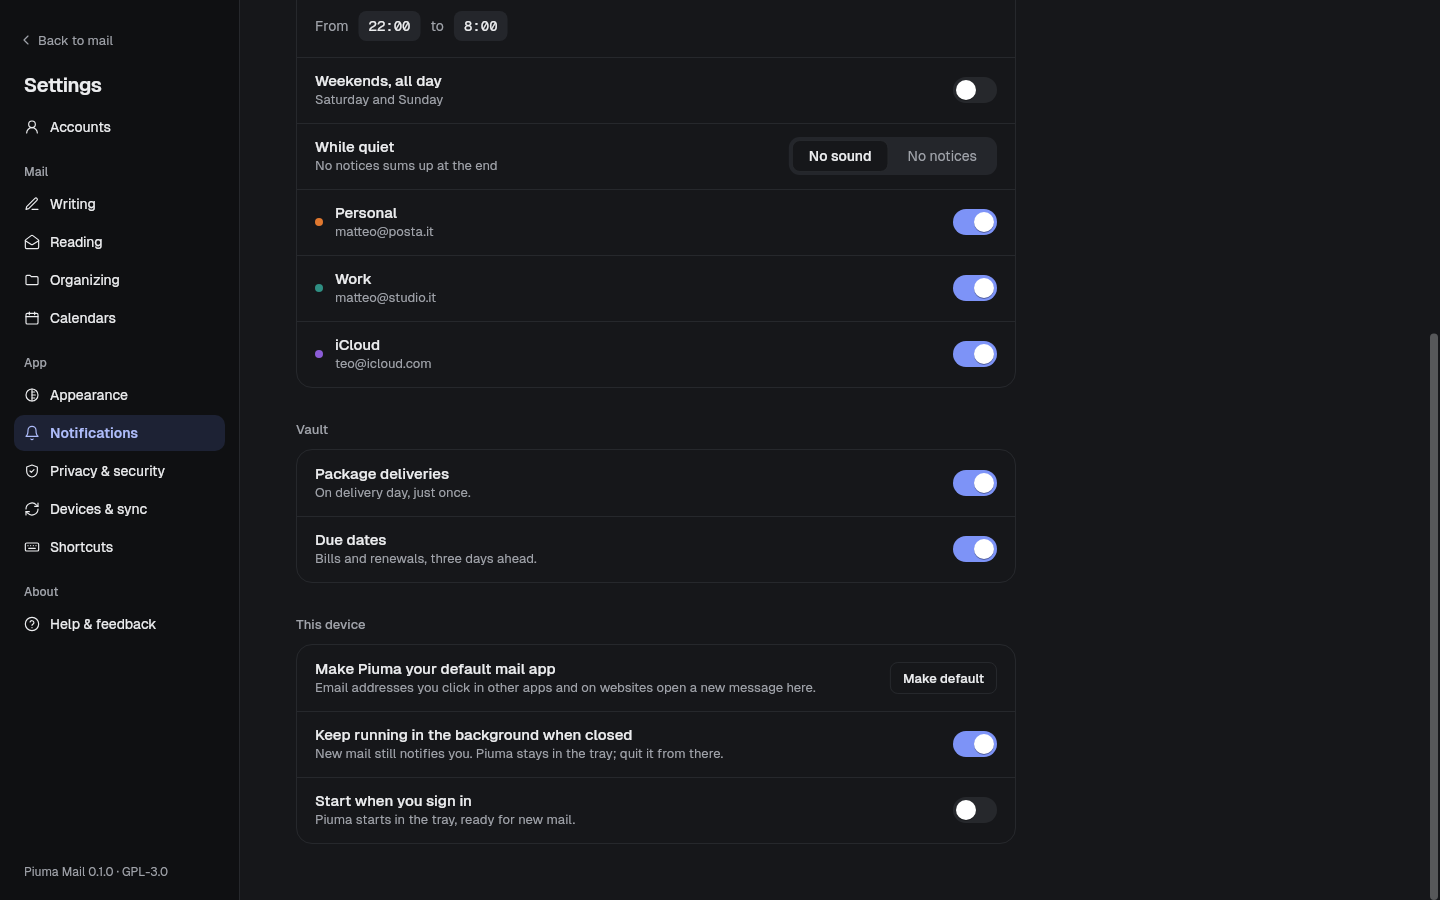 Back to mail
Settings
Accounts
Mail
Writing
Reading
Organizing
Calendars
App
Appearance
Notifications
Privacy & security
Devices & sync
Shortcuts
About
Help & feedback
Piuma Mail 0.1.0 · GPL-3.0
From 22:00 to 8:00
Weekends, all day
Saturday and Sunday
While quiet
No notices sums up at the end
No sound No notices
Personal
matteo@posta.it
Work
matteo@studio.it
iCloud
teo@icloud.com
Vault
Package deliveries
On delivery day, just once.
Due dates
Bills and renewals, three days ahead.
This device
Make Piuma your default mail app
Email addresses you click in other apps and on websites open a new message here.
Make default
Keep running in the background when closed
New mail still notifies you. Piuma stays in the tray; quit it from there.
Start when you sign in
Piuma starts in the tray, ready for new mail.